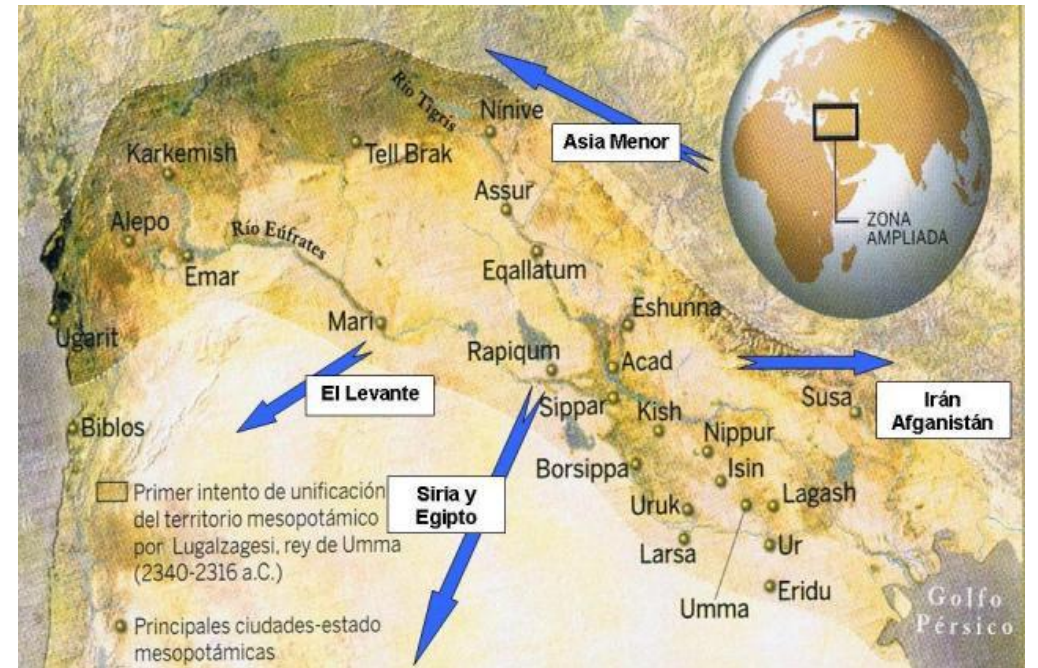 Río Tigris
Nínive
Asia Menor
Karkemish
Tell Brak
Assur
ZONA
AMPLIADA
Alepo
Río Eúfrates
Emar
Eqallatum
Ugarit
Mari
Eshunna
Rapiqum
Acad
El Levante
Susa
Irán
Afganistán
Sippar
Kish
Biblos
Nippur
Borsippa
Isin
Primer intento de unificación
del territorio mesopotámico
por Lugalzagesi, rey de Umma
(2340-2316 a.C.)
Siria y
Egipto
Uruk
Lagash
Larsa
Ur
Umma
Eridu
Golfo
Pérsico
Principales ciudades-estado
mesopotámicas